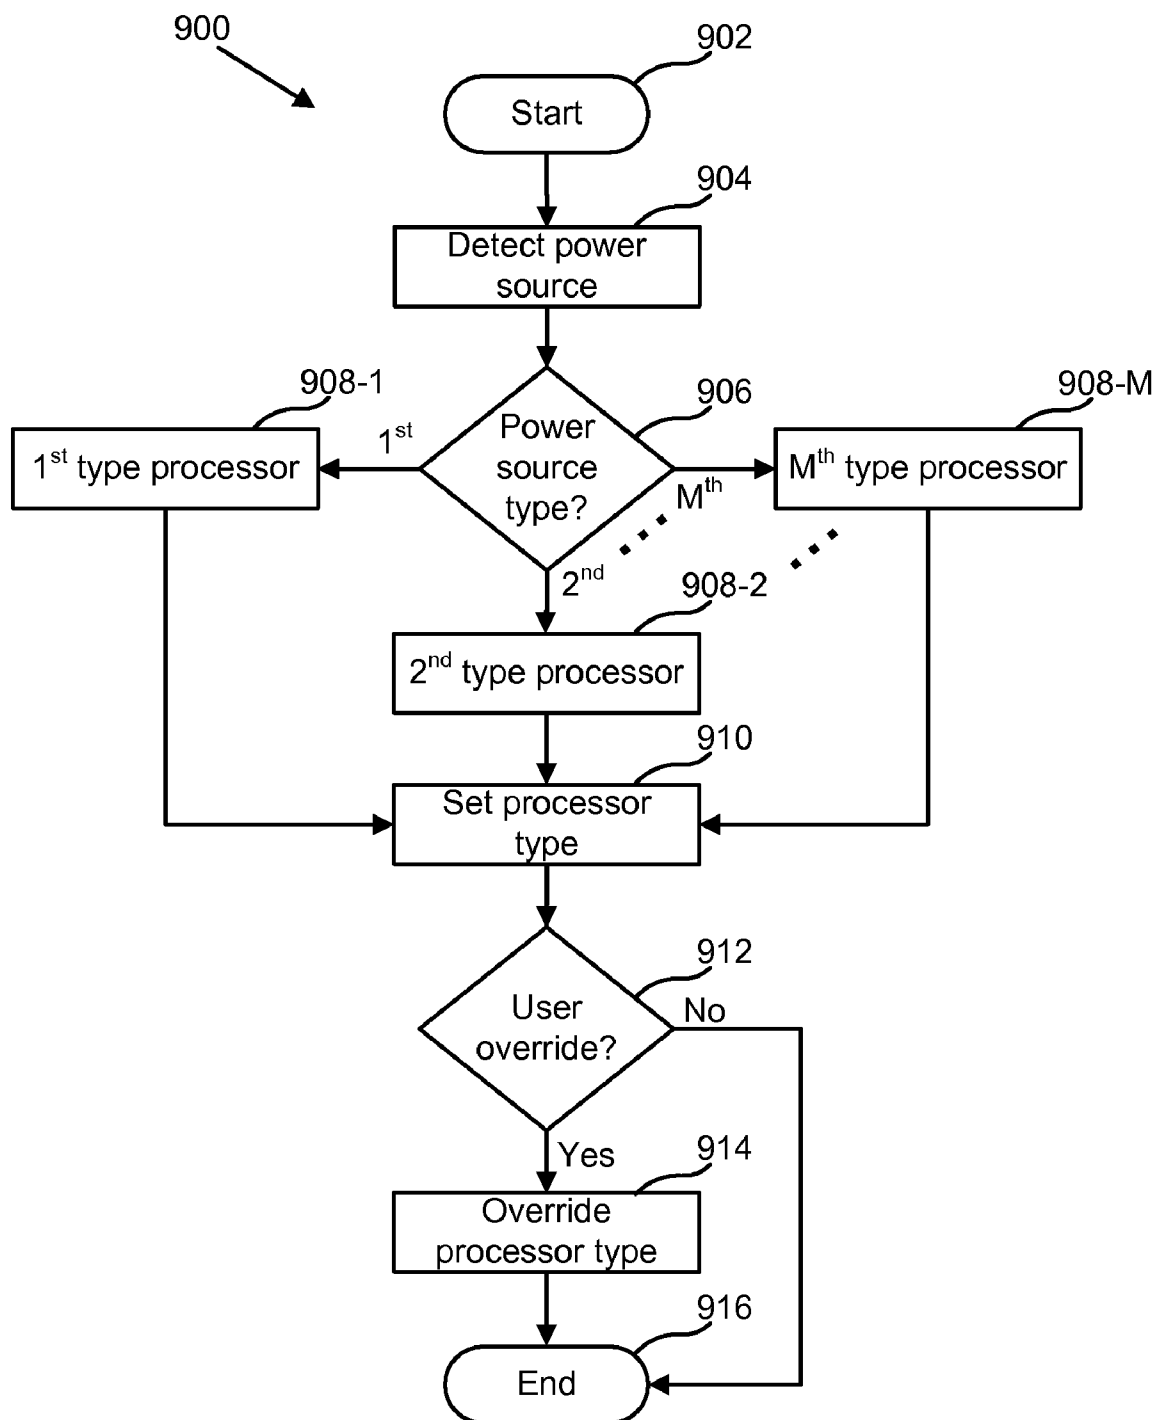 900
902
Start
904
Detect power
source
908-1
906
908-M
1st
Power
source
type?
1st type processor
Mth type processor
Mth
2nd
908-2
2nd type processor
910
Set processor
type
912
User
override?
No
Yes
914
Override
processor type
916
End